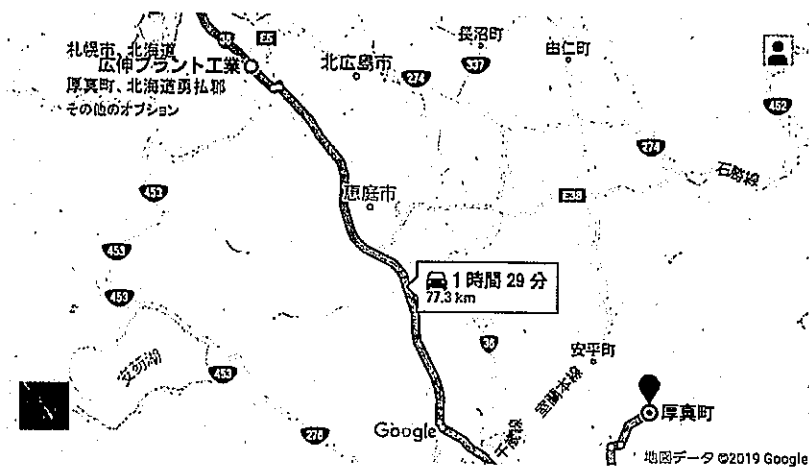 札幌市、北海道
広伸プラント工業
厚真町、北海道勇払郡
その他のオプション
36
E5
北広島市
274
長沼町
337
由仁町
452
274
石勝線
E38
453
恵庭市
453
453
1 時間 29 分
77.3 km
支笏湖
453
36
安平町
室蘭本線
千歳線
276
Google
厚真町
地図データ ©2019 Google